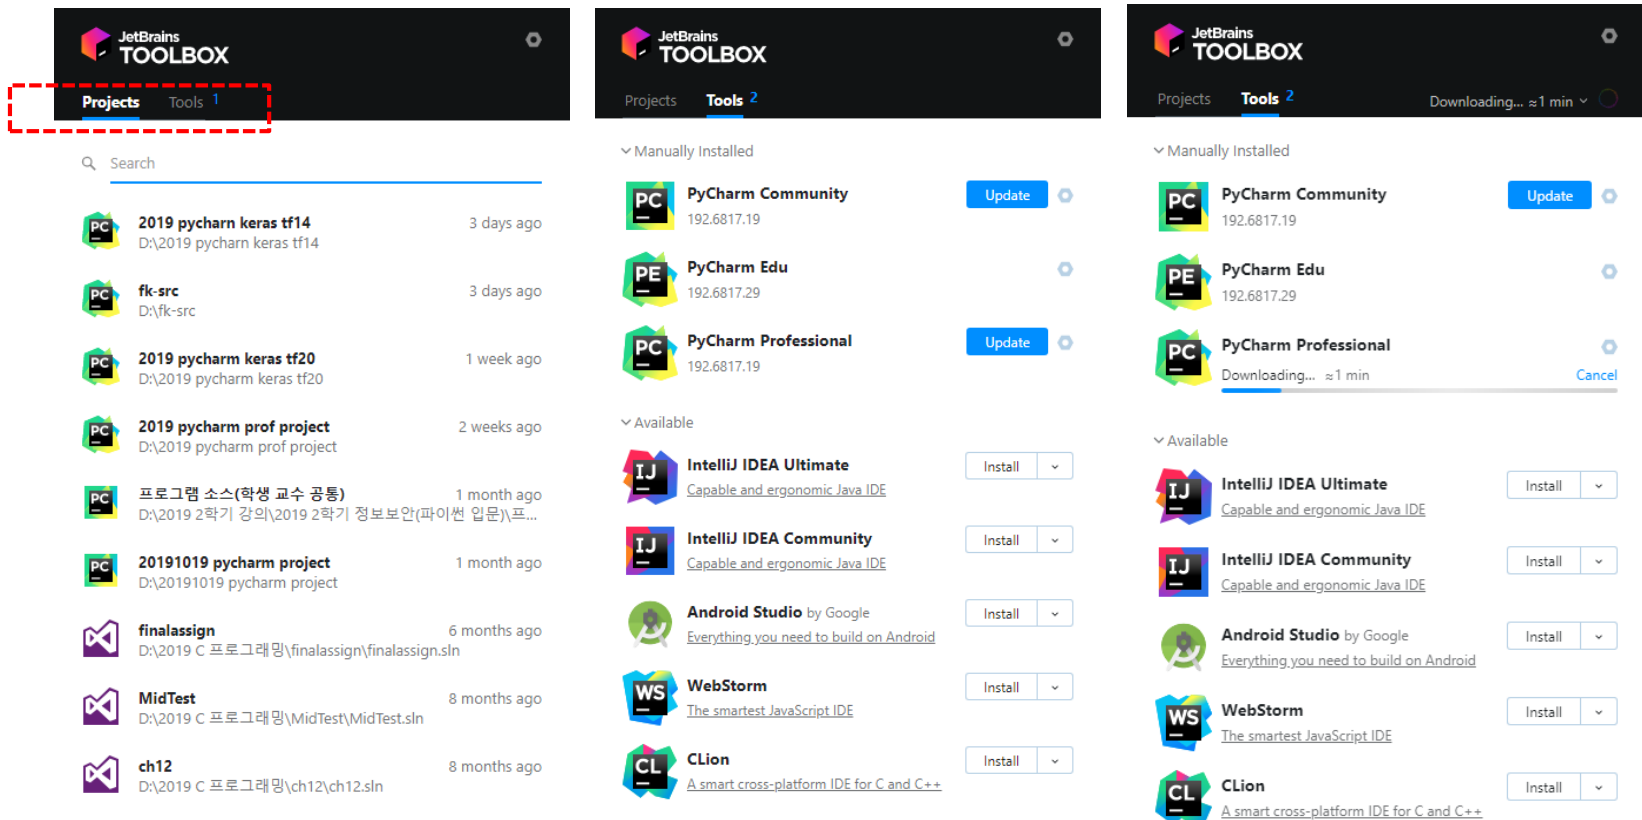 JetBrains
TOOLBOX
Projects Tools 1
Search
PC 2019 pycharn keras tf14 3 days ago
D:\2019 pycharn keras tf14
PC fk-src 3 days ago
D:\fk-src
PC 2019 pycharm keras tf20 1 week ago
D:\2019 pycharm keras tf20
PC 2019 pycharm prof project 2 weeks ago
D:\2019 pycharm prof project
PC 프로그램 소스(학생 교수 공통) 1 month ago
D:\2019 2학기 강의\2019 2학기 정보보안(파이썬 입문)\프...
PC 20191019 pycharm project 1 month ago
D:\20191019 pycharm project
finalassign 6 months ago
D:\2019 C 프로그래밍\finalassign\finalassign.sln
MidTest 8 months ago
D:\2019 C 프로그래밍\MidTest\MidTest.sln
ch12 8 months ago
D:\2019 C 프로그래밍\ch12\ch12.sln
JetBrains
TOOLBOX
Projects Tools 2
Manually Installed
PC PyCharm Community Update
192.6817.19
PE PyCharm Edu
192.6817.29
PC PyCharm Professional Update
192.6817.19
Available
IJ IntelliJ IDEA Ultimate Install
Capable and ergonomic Java IDE
IJ IntelliJ IDEA Community Install
Capable and ergonomic Java IDE
Android Studio by Google Install
Everything you need to build on Android
WS WebStorm Install
The smartest JavaScript IDE
CL CLion Install
A smart cross-platform IDE for C and C++
JetBrains
TOOLBOX
Projects Tools 2 Downloading... ≈1 min
Manually Installed
PC PyCharm Community Update
192.6817.19
PE PyCharm Edu
192.6817.29
PC PyCharm Professional
Downloading... ≈1 min Cancel
Available
IJ IntelliJ IDEA Ultimate Install
Capable and ergonomic Java IDE
IJ IntelliJ IDEA Community Install
Capable and ergonomic Java IDE
Android Studio by Google Install
Everything you need to build on Android
WS WebStorm Install
The smartest JavaScript IDE
CL CLion Install
A smart cross-platform IDE for C and C++